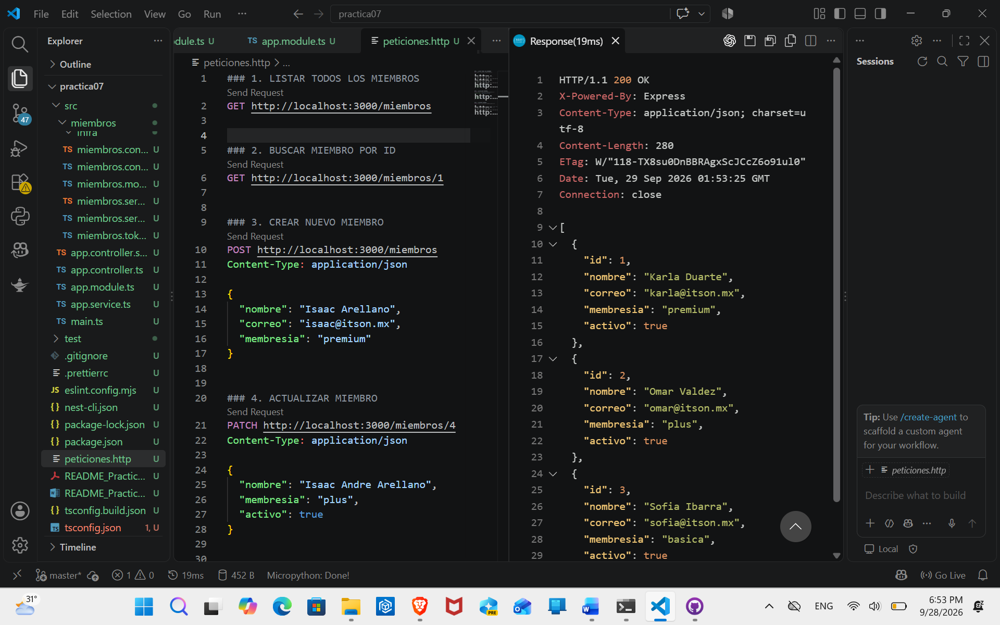 File Edit Selection View Go Run ··· practica07
Explorer
Outline
practica07
src
miembros
infra
TS miembros.con... U
TS miembros.con... U
TS miembros.mo... U
TS miembros.ser... U
TS miembros.ser... U
TS miembros.tok... U
TS app.controller.s... U
TS app.controller.ts U
TS app.module.ts U
TS app.service.ts U
TS main.ts U
test
.gitignore U
.prettierrc U
JS eslint.config.mjs U
{} nest-cli.json U
{} package-lock.json U
{} package.json U
peticiones.http U
README_Practic... U
README_Practic... U
{} tsconfig.build.json U
TS tsconfig.json 1, U
Timeline
47
dule.ts U TS app.module.ts U peticiones.http U
peticiones.http > ...
1 ### 1. LISTAR TODOS LOS MIEMBROS
Send Request
2 GET http://localhost:3000/miembros
3
4
5 ### 2. BUSCAR MIEMBRO POR ID
Send Request
6 GET http://localhost:3000/miembros/1
7
8
9 ### 3. CREAR NUEVO MIEMBRO
Send Request
10 POST http://localhost:3000/miembros
11 Content-Type: application/json
12
13 {
14 "nombre": "Isaac Arellano",
15 "correo": "isaac@itson.mx",
16 "membresia": "premium"
17 }
18
19
20 ### 4. ACTUALIZAR MIEMBRO
Send Request
21 PATCH http://localhost:3000/miembros/4
22 Content-Type: application/json
23
24 {
25 "nombre": "Isaac Andre Arellano",
26 "membresia": "plus",
27 "activo": true
28 }
29
30
Response(19ms)
1 HTTP/1.1 200 OK
2 X-Powered-By: Express
3 Content-Type: application/json; charset=u
tf-8
4 Content-Length: 280
5 ETag: W/"118-TX8su0DnBBRAgxScJCcZ6o91ul0"
6 Date: Tue, 29 Sep 2026 01:53:25 GMT
7 Connection: close
8
9 [
10 {
11 "id": 1,
12 "nombre": "Karla Duarte",
13 "correo": "karla@itson.mx",
14 "membresia": "premium",
15 "activo": true
16 },
17 {
18 "id": 2,
19 "nombre": "Omar Valdez",
20 "correo": "omar@itson.mx",
21 "membresia": "plus",
22 "activo": true
23 },
24 {
25 "id": 3,
26 "nombre": "Sofia Ibarra",
27 "correo": "sofia@itson.mx",
28 "membresia": "basica",
29 "activo": true
Sessions
Tip: Use /create-agent to
scaffold a custom agent
for your workflow.
peticiones.http
Describe what to build
Local
master* 1 0 19ms 452 B Micropython: Done! Go Live
31° PRE ENG 6:53 PM
9/28/2026